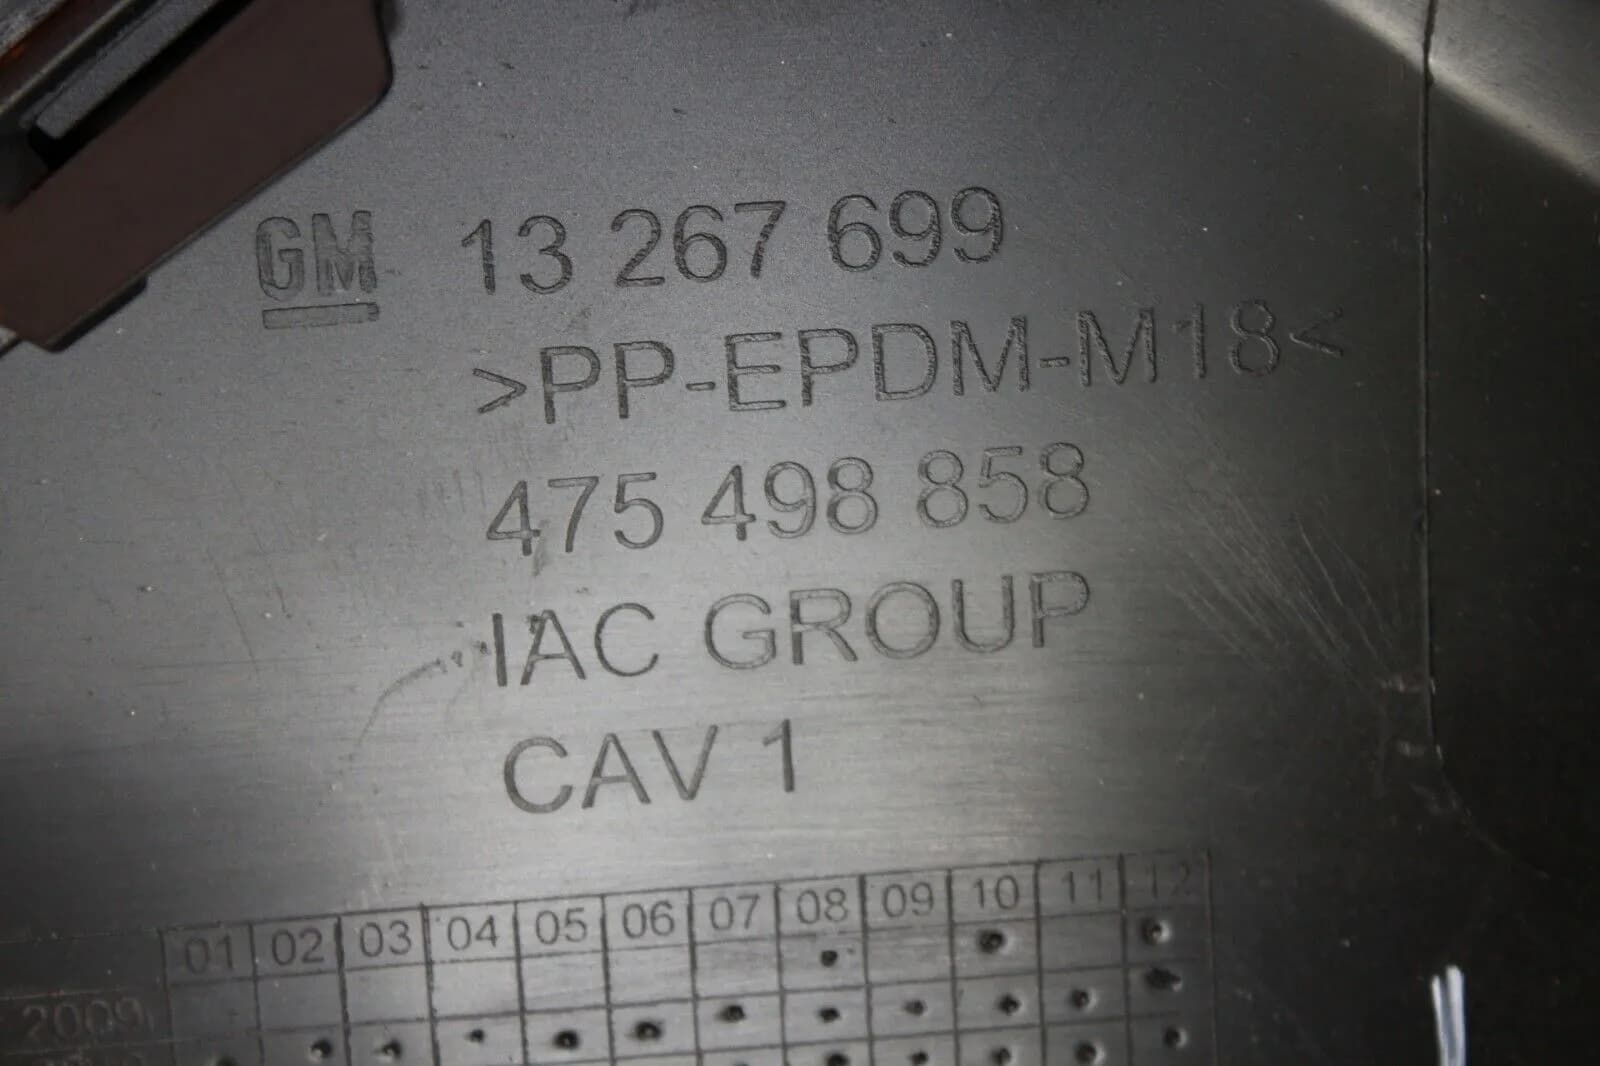 GM 13 267 699
>PP-EPDM-M18<
475 498 858
IAC GROUP
CAV 1
01 02 03 04 05 06 07 08 09 10 11 12
2009